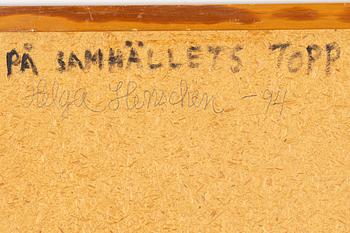 PÅ SAMHÄLLETS TOPP
Helga Henschen - 94